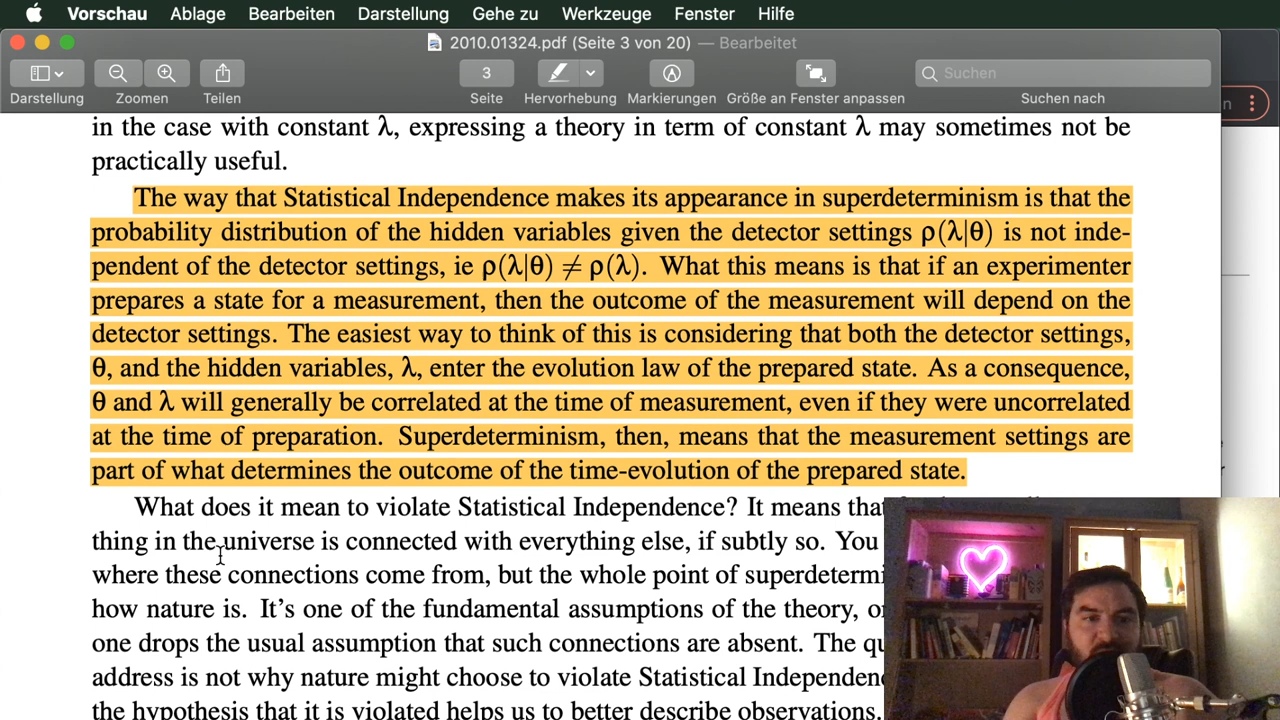 Vorschau Ablage Bearbeiten Darstellung Gehe zu Werkzeuge Fenster Hilfe
2010.01324.pdf (Seite 3 von 20) — Bearbeitet
3
Suchen
Darstellung Zoomen Teilen Seite Hervorhebung Markierungen Größe an Fenster anpassen Suchen nach
n
in the case with constant λ, expressing a theory in term of constant λ may sometimes not be
practically useful.
The way that Statistical Independence makes its appearance in superdeterminism is that the
probability distribution of the hidden variables given the detector settings ρ(λ|θ) is not inde-
pendent of the detector settings, ie ρ(λ|θ) ≠ ρ(λ). What this means is that if an experimenter
prepares a state for a measurement, then the outcome of the measurement will depend on the
detector settings. The easiest way to think of this is considering that both the detector settings,
θ, and the hidden variables, λ, enter the evolution law of the prepared state. As a consequence,
θ and λ will generally be correlated at the time of measurement, even if they were uncorrelated
at the time of preparation. Superdeterminism, then, means that the measurement settings are
part of what determines the outcome of the time-evolution of the prepared state.
What does it mean to violate Statistical Independence? It means that
thing in the universe is connected with everything else, if subtly so. You
where these connections come from, but the whole point of superdetermi
how nature is. It's one of the fundamental assumptions of the theory, or
one drops the usual assumption that such connections are absent. The qu
address is not why nature might choose to violate Statistical Independen
the hypothesis that it is violated helps us to better describe observations.